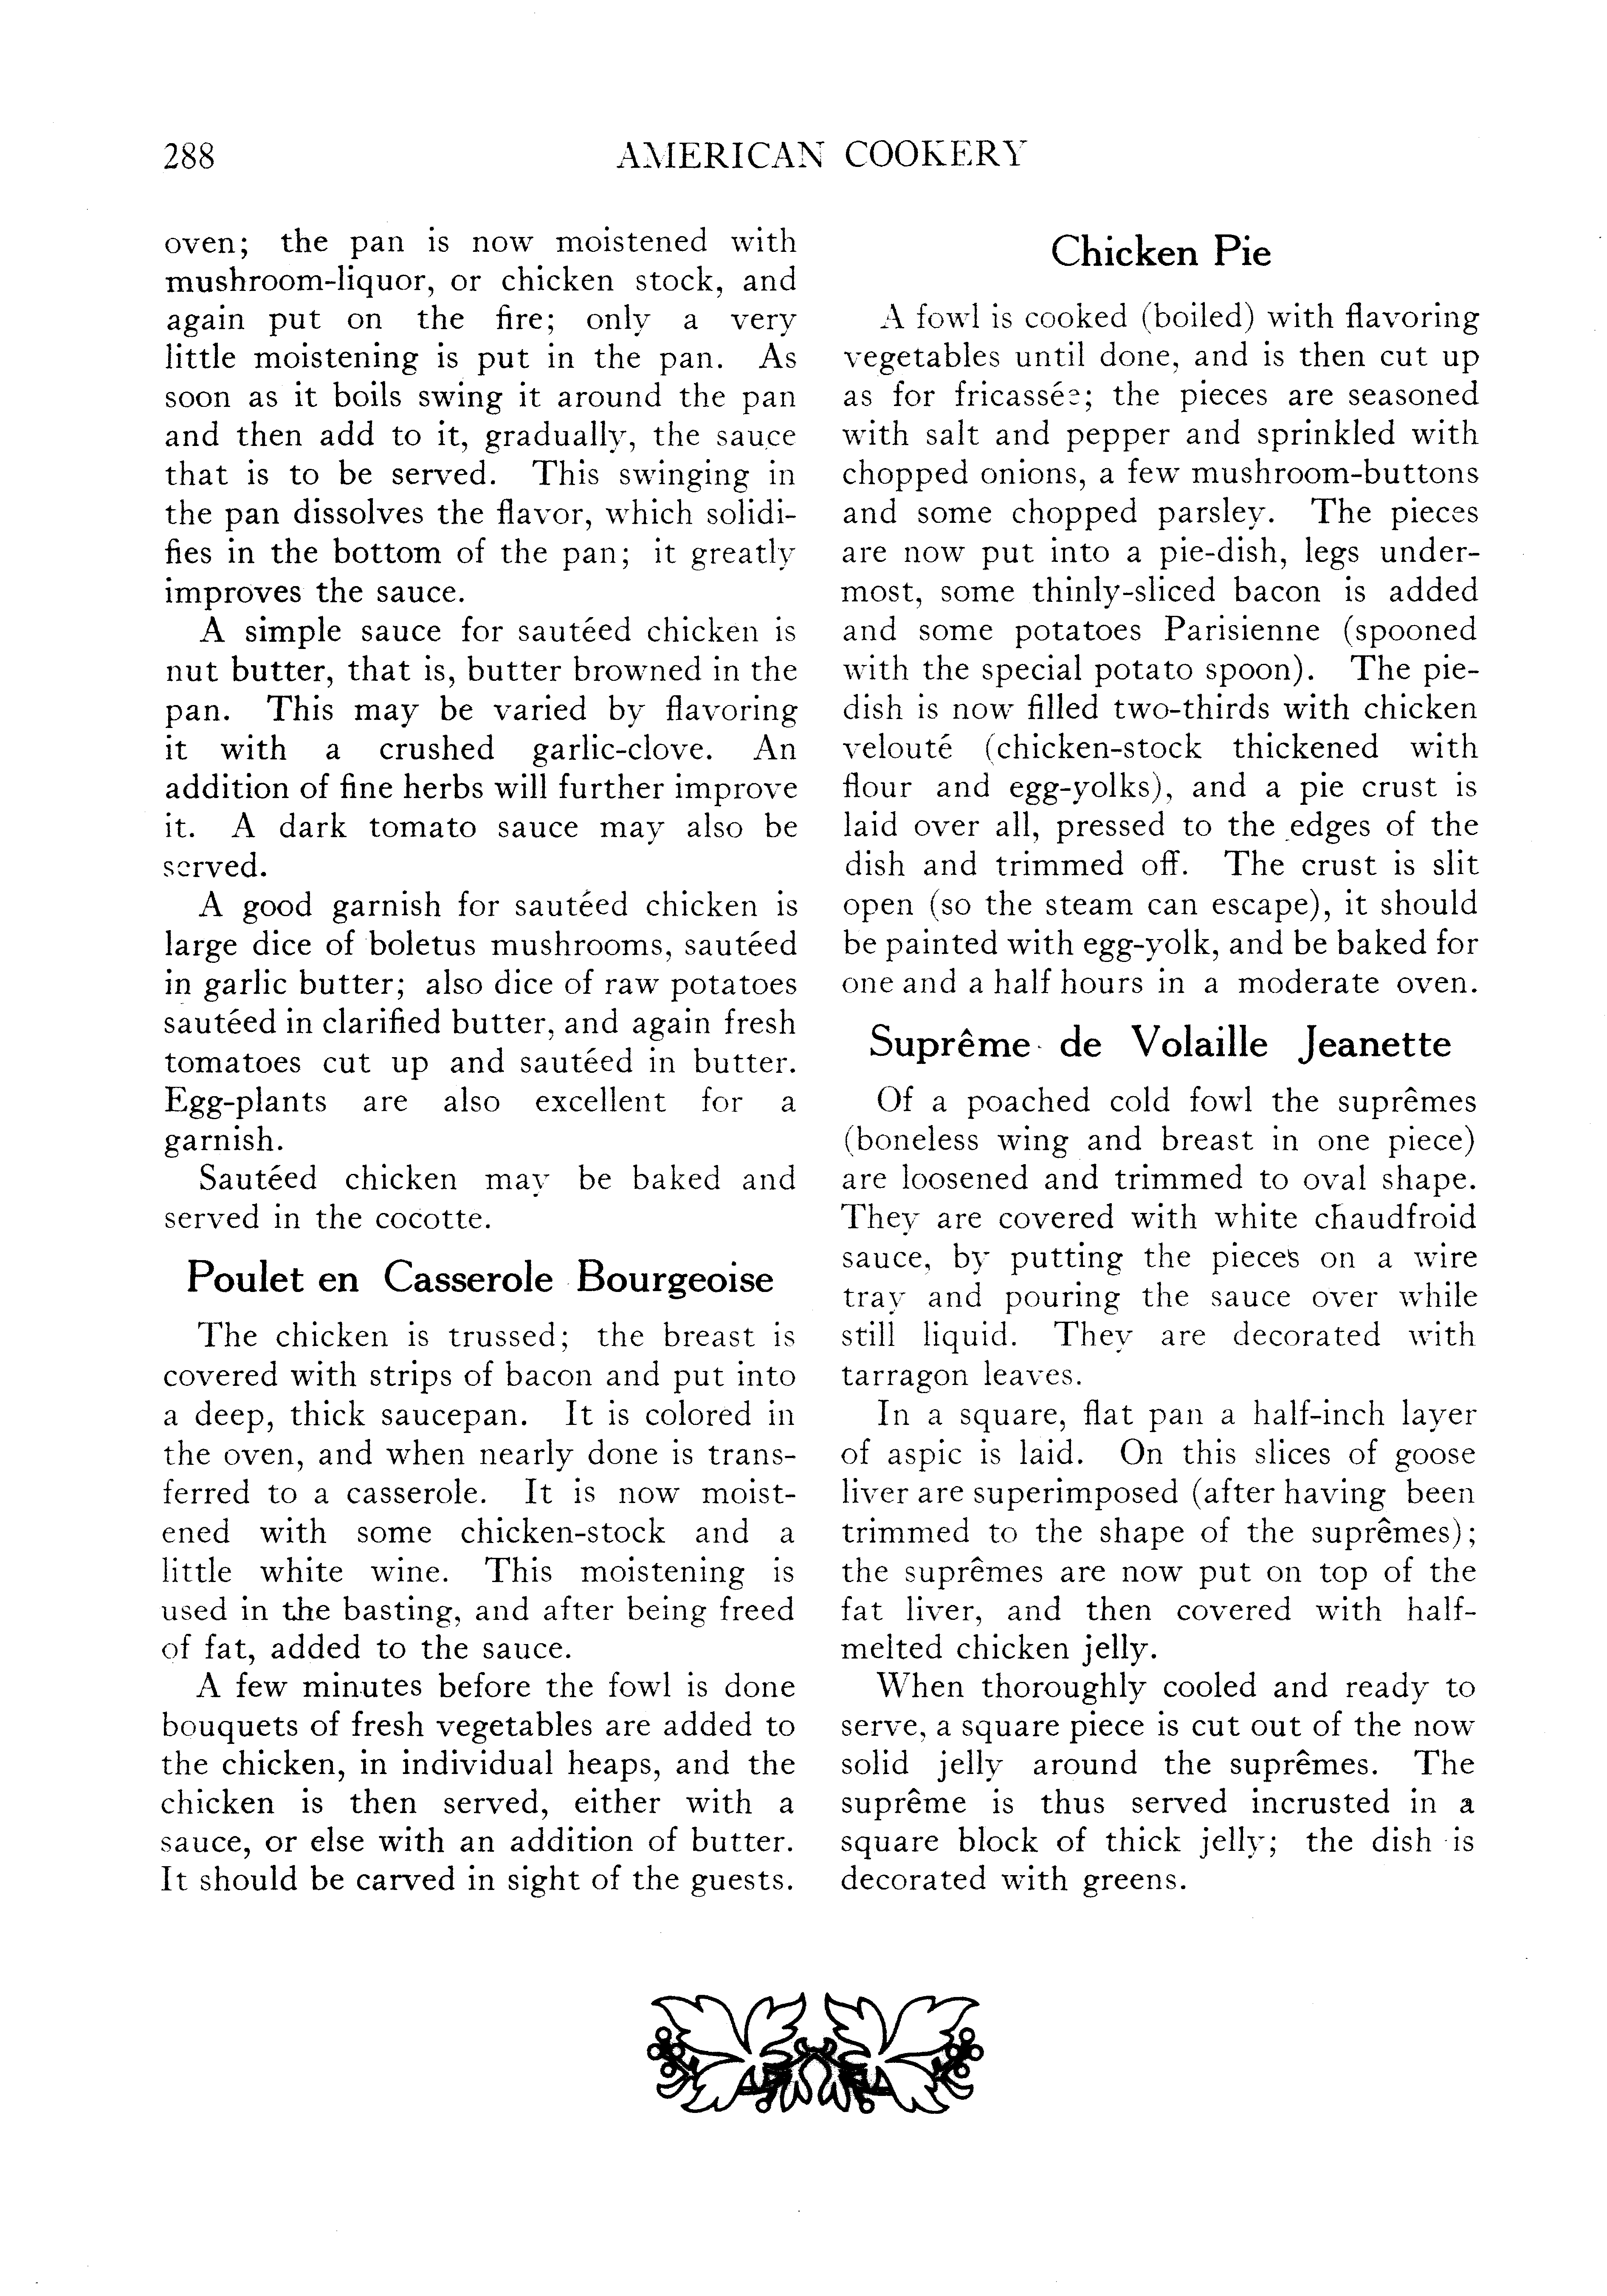 288
AMERICAN COOKERY
oven; the pan is now moistened with
mushroom-liquor, or chicken stock, and
again put on the fire; only a very
little moistening is put in the pan. As
soon as it boils swing it around the pan
and then add to it, gradually, the sauce
that is to be served. This swinging in
the pan dissolves the flavor, which solidi-
fies in the bottom of the pan; it greatly
improves the sauce.
A simple sauce for sautéed chicken is
nut butter, that is, butter browned in the
pan. This may be varied by flavoring
it with a crushed garlic-clove. An
addition of fine herbs will further improve
it. A dark tomato sauce may also be
served.
A good garnish for sautéed chicken is
large dice of boletus mushrooms, sautéed
in garlic butter; also dice of raw potatoes
sautéed in clarified butter, and again fresh
tomatoes cut up and sautéed in butter.
Egg-plants are also excellent for a
garnish.
Sautéed chicken may be baked and
served in the cocotte.
Poulet en Casserole Bourgeoise
The chicken is trussed; the breast is
covered with strips of bacon and put into
a deep, thick saucepan. It is colored in
the oven, and when nearly done is trans-
ferred to a casserole. It is now moist-
ened with some chicken-stock and a
little white wine. This moistening is
used in the basting, and after being freed
of fat, added to the sauce.
A few minutes before the fowl is done
bouquets of fresh vegetables are added to
the chicken, in individual heaps, and the
chicken is then served, either with a
sauce, or else with an addition of butter.
It should be carved in sight of the guests.
Chicken Pie
A fowl is cooked (boiled) with flavoring
vegetables until done, and is then cut up
as for fricassée; the pieces are seasoned
with salt and pepper and sprinkled with
chopped onions, a few mushroom-buttons
and some chopped parsley. The pieces
are now put into a pie-dish, legs under-
most, some thinly-sliced bacon is added
and some potatoes Parisienne (spooned
with the special potato spoon). The pie-
dish is now filled two-thirds with chicken
velouté (chicken-stock thickened with
flour and egg-yolks), and a pie crust is
laid over all, pressed to the edges of the
dish and trimmed off. The crust is slit
open (so the steam can escape), it should
be painted with egg-yolk, and be baked for
one and a half hours in a moderate oven.
Suprême de Volaille Jeanette
Of a poached cold fowl the suprêmes
(boneless wing and breast in one piece)
are loosened and trimmed to oval shape.
They are covered with white chaudfroid
sauce, by putting the pieces on a wire
tray and pouring the sauce over while
still liquid. They are decorated with
tarragon leaves.
In a square, flat pan a half-inch layer
of aspic is laid. On this slices of goose
liver are superimposed (after having been
trimmed to the shape of the suprêmes);
the suprêmes are now put on top of the
fat liver, and then covered with half-
melted chicken jelly.
When thoroughly cooled and ready to
serve, a square piece is cut out of the now
solid jelly around the suprêmes. The
suprême is thus served incrusted in a
square block of thick jelly; the dish is
decorated with greens.